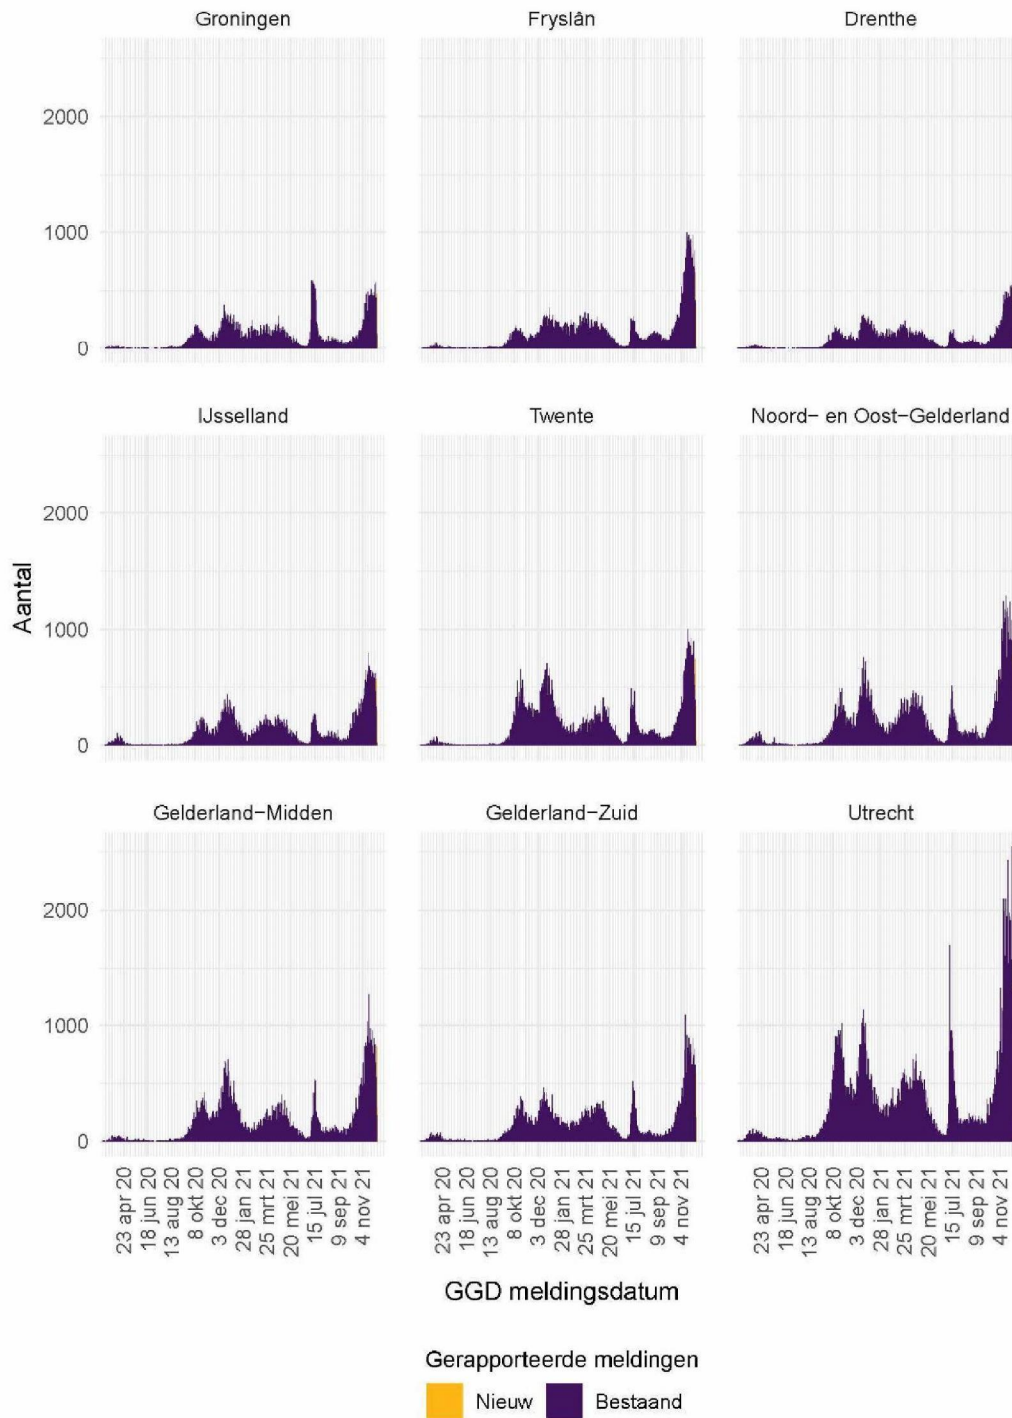 Groningen Fryslân Drenthe
2000
1000
0
IJsselland Twente Noord- en Oost-Gelderland
2000
1000
0
Aantal
Gelderland-Midden Gelderland-Zuid Utrecht
2000
1000
0
23 apr 20 18 jun 20 13 aug 20 8 okt 20 3 dec 20 28 jan 21 25 mrt 21 20 mei 21 15 jul 21 9 sep 21 4 nov 21 23 apr 20 18 jun 20 13 aug 20 8 okt 20 3 dec 20 28 jan 21 25 mrt 21 20 mei 21 15 jul 21 9 sep 21 4 nov 21 23 apr 20 18 jun 20 13 aug 20 8 okt 20 3 dec 20 28 jan 21 25 mrt 21 20 mei 21 15 jul 21 9 sep 21 4 nov 21
GGD meldingsdatum
Gerapporteerde meldingen
Nieuw Bestaand